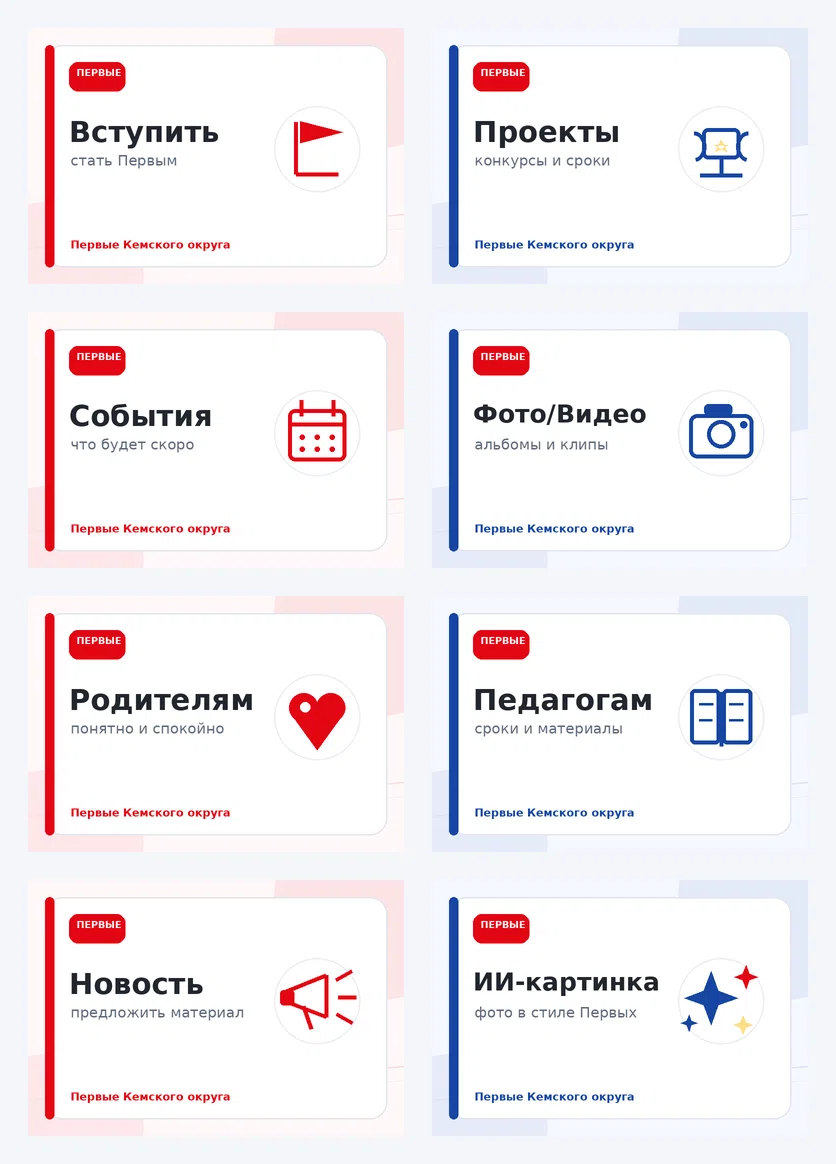 ПЕРВЫЕ
Вступить
стать Первым
Первые Кемского округа
ПЕРВЫЕ
Проекты
конкурсы и сроки
Первые Кемского округа
ПЕРВЫЕ
События
что будет скоро
Первые Кемского округа
ПЕРВЫЕ
Фото/Видео
альбомы и клипы
Первые Кемского округа
ПЕРВЫЕ
Родителям
понятно и спокойно
Первые Кемского округа
ПЕРВЫЕ
Педагогам
сроки и материалы
Первые Кемского округа
ПЕРВЫЕ
Новость
предложить материал
Первые Кемского округа
ПЕРВЫЕ
ИИ-картинка
фото в стиле Первых
Первые Кемского округа